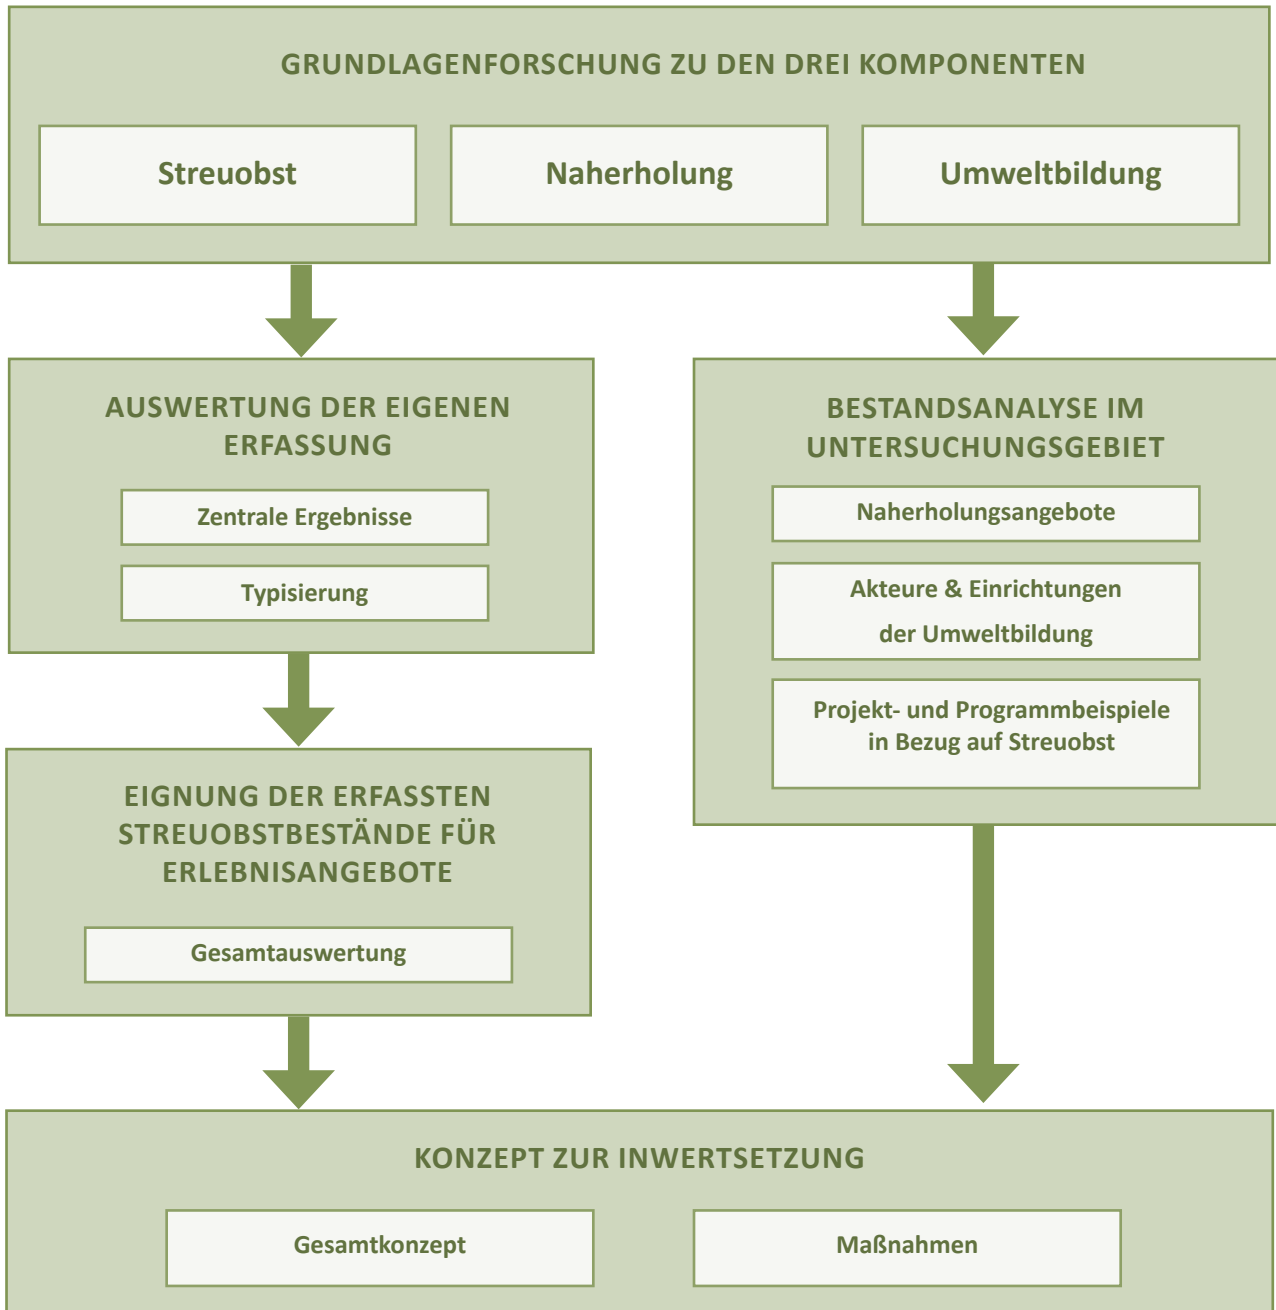 GRUNDLAGENFORSCHUNG ZU DEN DREI KOMPONENTEN
Streuobst
Naherholung
Umweltbildung
AUSWERTUNG DER EIGENEN
ERFASSUNG
Zentrale Ergebnisse
Typisierung
EIGNUNG DER ERFASSTEN
STREUOBSTBESTÄNDE FÜR
ERLEBNISANGEBOTE
Gesamtauswertung
BESTANDSANALYSE IM
UNTERSUCHUNGSGEBIET
Naherholungsangebote
Akteure & Einrichtungen
der Umweltbildung
Projekt- und Programmbeispiele
in Bezug auf Streuobst
KONZEPT ZUR INWERTSETZUNG
Gesamtkonzept
Maßnahmen